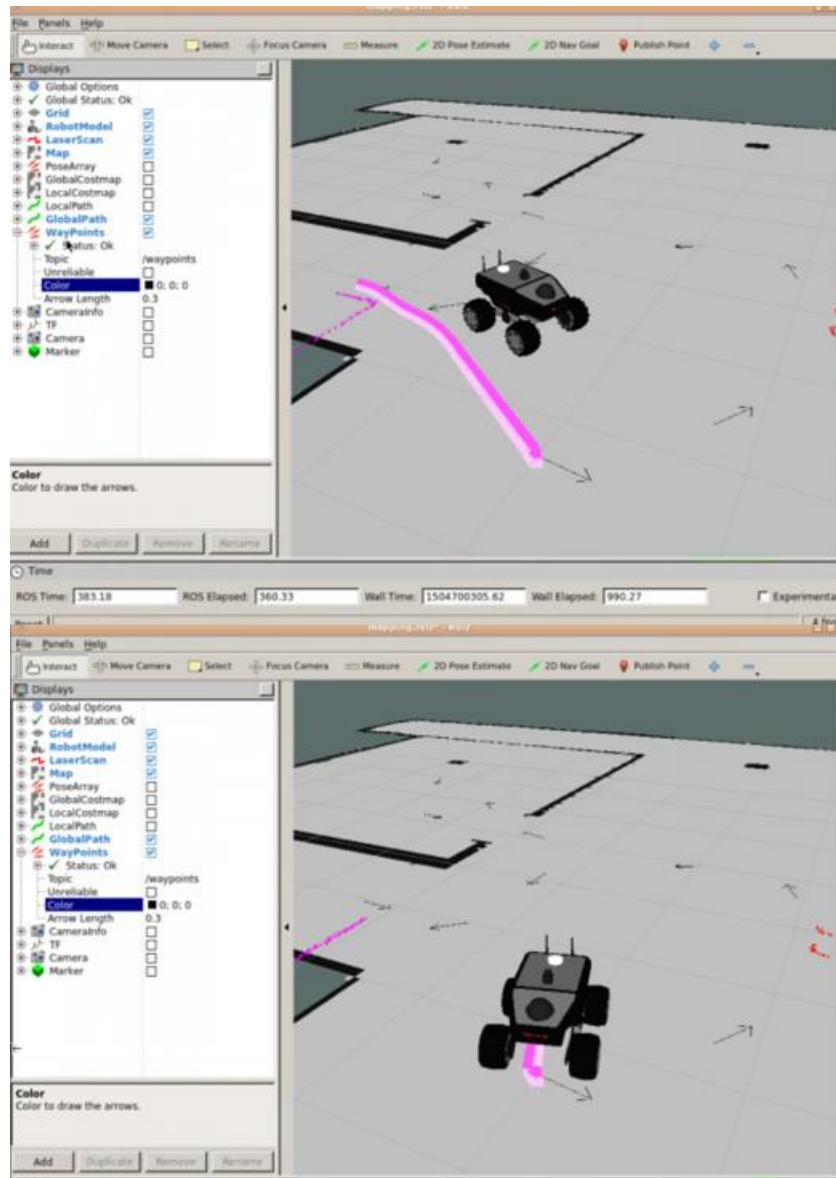 File Panels Help
Interact Move Camera Select Focus Camera Measure 2D Pose Estimate 2D Nav Goal Publish Point
Displays
Global Options
Global Status: Ok
Grid
RobotModel
LaserScan
Map
PoseArray
GlobalCostmap
LocalCostmap
LocalPath
GlobalPath
WayPoints
Status: Ok
Topic /waypoints
Unreliable
Color 0; 0; 0
Arrow Length 0.3
CameraInfo
TF
Camera
Marker
Color
Color to draw the arrows.
Add Duplicate Remove Rename
Time
ROS Time: 383.18 ROS Elapsed: 360.33 Wall Time: 1504700305.62 Wall Elapsed: 990.27 Experimenta
File Panels Help
Interact Move Camera Select Focus Camera Measure 2D Pose Estimate 2D Nav Goal Publish Point
Displays
Global Options
Global Status: Ok
Grid
RobotModel
LaserScan
Map
PoseArray
GlobalCostmap
LocalCostmap
LocalPath
GlobalPath
WayPoints
Status: Ok
Topic /waypoints
Unreliable
Color 0; 0; 0
Arrow Length 0.3
CameraInfo
TF
Camera
Marker
Color
Color to draw the arrows.
Add Duplicate Remove Rename